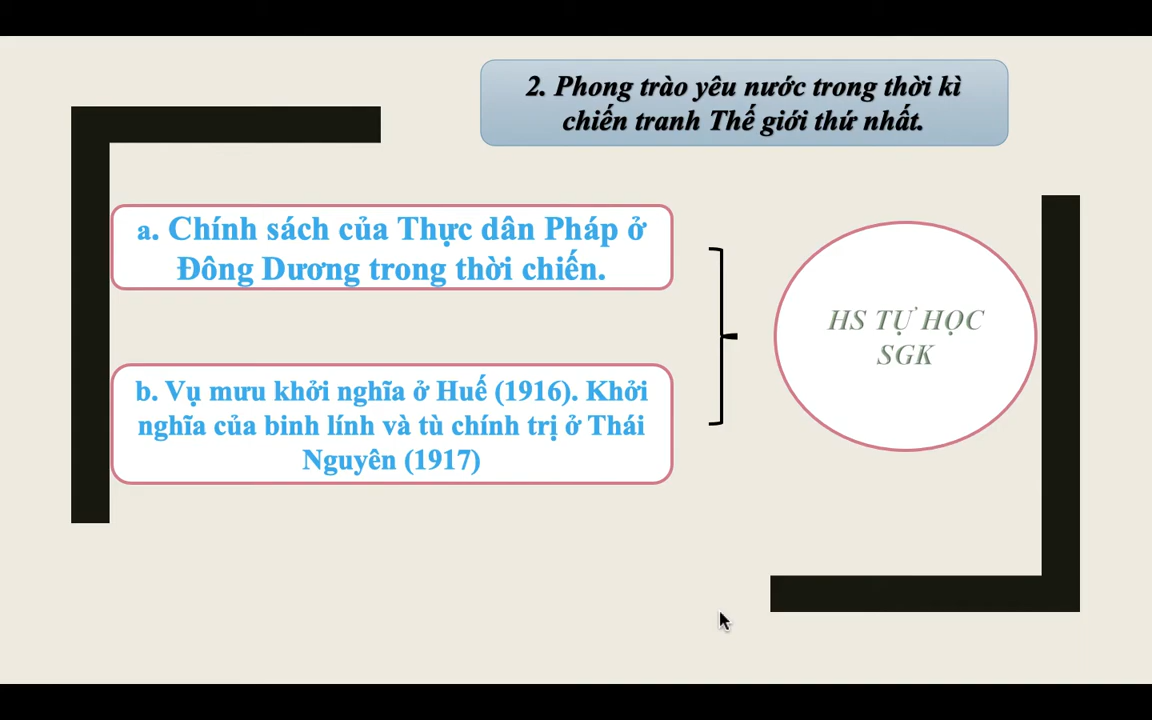 2. Phong trào yêu nước trong thời kì
chiến tranh Thế giới thứ nhất.
a. Chính sách của Thực dân Pháp ở
Đông Dương trong thời chiến.
b. Vụ mưu khởi nghĩa ở Huế (1916). Khởi
nghĩa của binh lính và tù chính trị ở Thái
Nguyên (1917)
HS TỰ HỌC
SGK